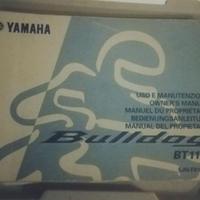 YAMAHA
USO E MANUTENZIO
OWNER'S MANU
MANUEL DU PROPRIETA
BEDIENUNGSANLEITU
MANUAL DEL PROPIETA
Bulldog
BT11